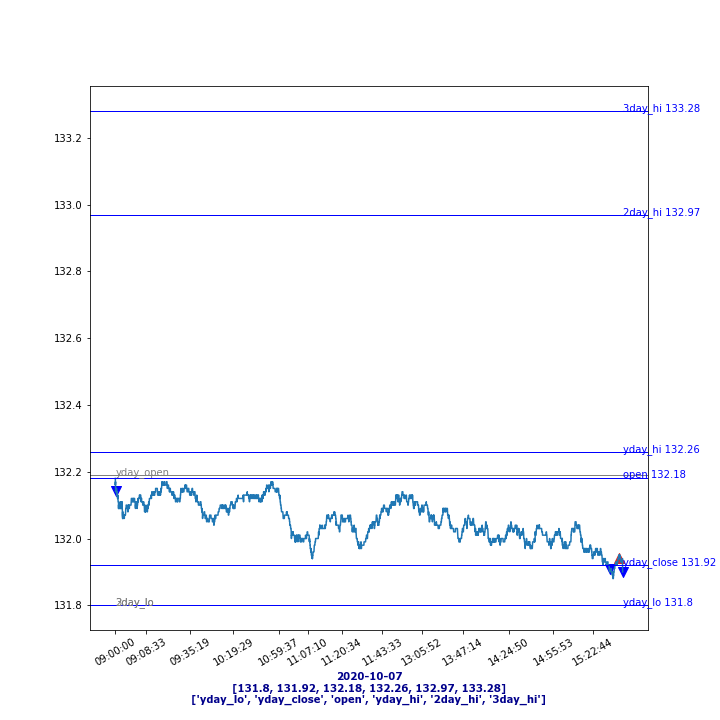 3day_hi 133.28
133.2
2day_hi 132.97
133.0
132.8
132.6
132.4
yday_hi 132.26
132.2
yday_open
open 132.18
132.0
yday_close 131.92
131.8
yday_lo 131.8
09:00:00 09:08:33 09:35:19 10:19:29 10:59:37 11:07:10 11:20:34 11:43:33 13:05:52 13:47:14 14:24:50 14:55:53 15:22:44
2020-10-07
[131.8, 131.92, 132.18, 132.26, 132.97, 133.28]
['yday_lo', 'yday_close', 'open', 'yday_hi', '2day_hi', '3day_hi']